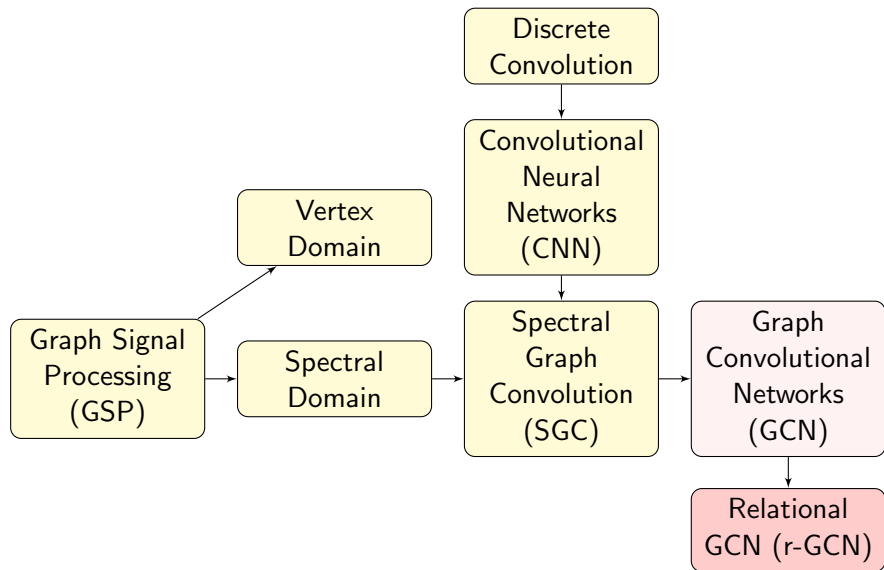 Discrete
Convolution
Convolutional
Neural
Networks
(CNN)
Vertex
Domain
Graph Signal
Processing
(GSP)
Spectral
Domain
Spectral
Graph
Convolution
(SGC)
Graph
Convolutional
Networks
(GCN)
Relational
GCN (r-GCN)